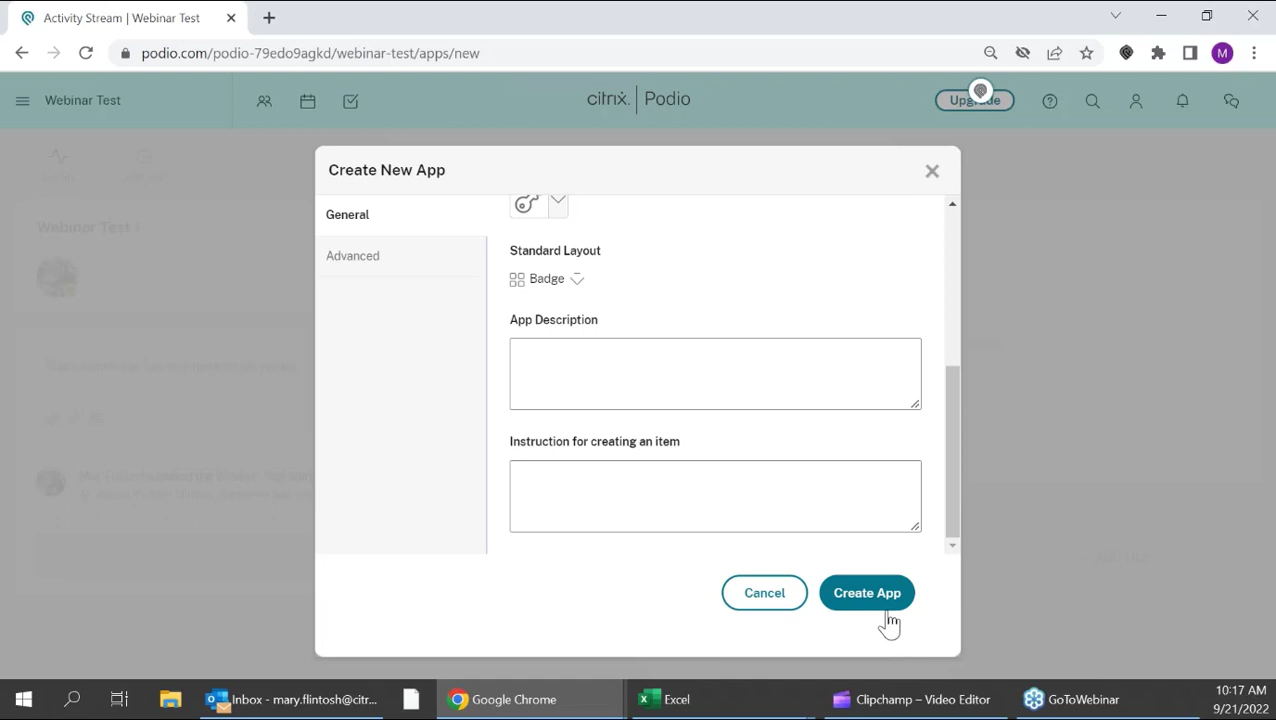 Activity Stream | Webinar Test
podio.com/podio-79edo9agkd/webinar-test/apps/new
M
Webinar Test
citrix. | Podio
Upgrade
Webinar Test
Create New App
General
Advanced
Standard Layout
Badge
App Description
Instruction for creating an item
Cancel
Create App
Inbox - mary.flintosh@citr...
Google Chrome
Excel
Clipchamp – Video Editor
GoToWebinar
10:17 AM
9/21/2022